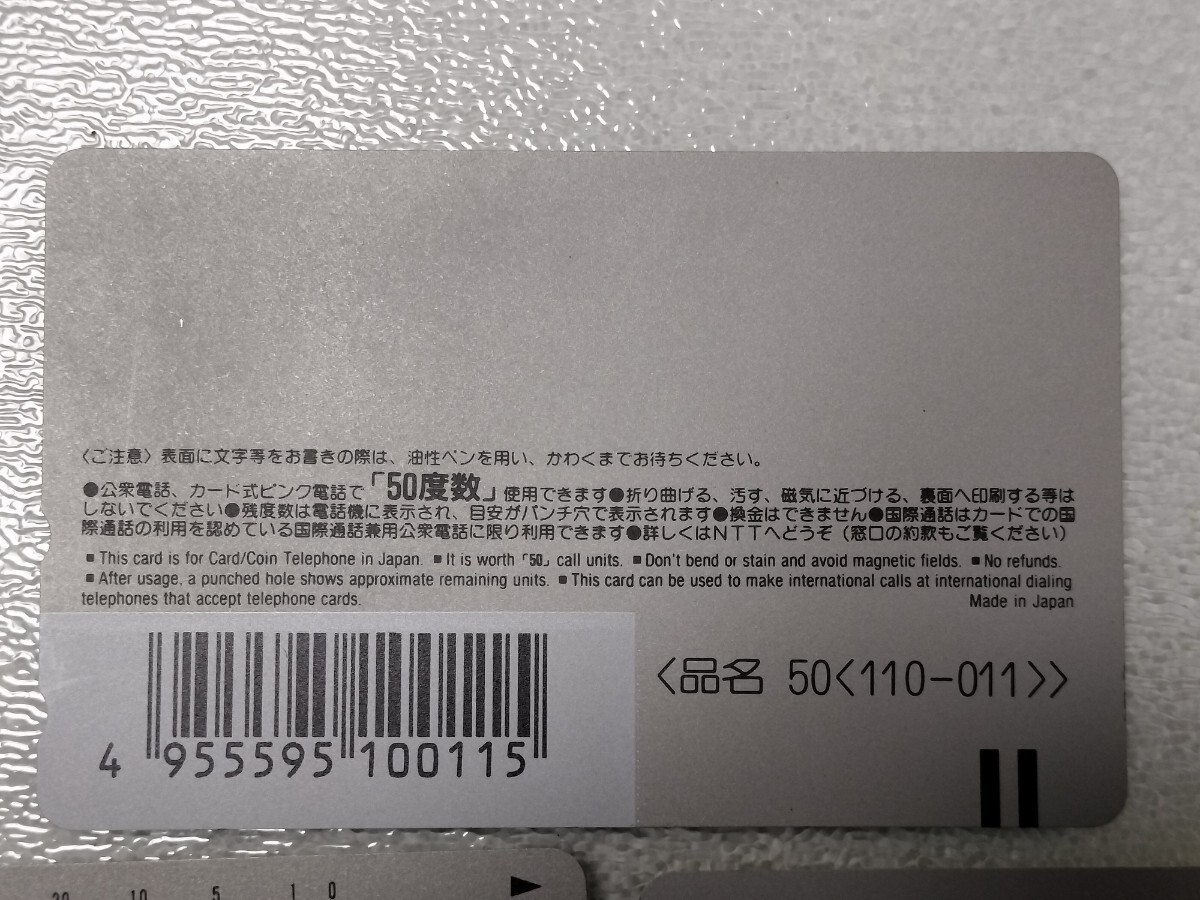 〈ご注意〉表面に文字等をお書きの際は、油性ペンを用い、かわくまでお待ちください。
●公衆電話、カード式ピンク電話で「50度数」使用できます●折り曲げる、汚す、磁気に近づける、裏面へ印刷する等は
しないでください●残度数は電話機に表示され、目安がパンチ穴で表示されます●換金はできません●国際通話はカードでの国
際通話の利用を認めている国際通話兼用公衆電話に限り利用できます●詳しくはNTTへどうぞ（窓口の約款もご覧ください）
■ This card is for Card/Coin Telephone in Japan. ■ It is worth「50」call units. ■ Don't bend or stain and avoid magnetic fields. ■ No refunds.
■ After usage, a punched hole shows approximate remaining units. ■ This card can be used to make international calls at international dialing
telephones that accept telephone cards.
Made in Japan
〈品名 50〈110-011〉〉
4 955595 100115
20 10 5 1 0 ▶